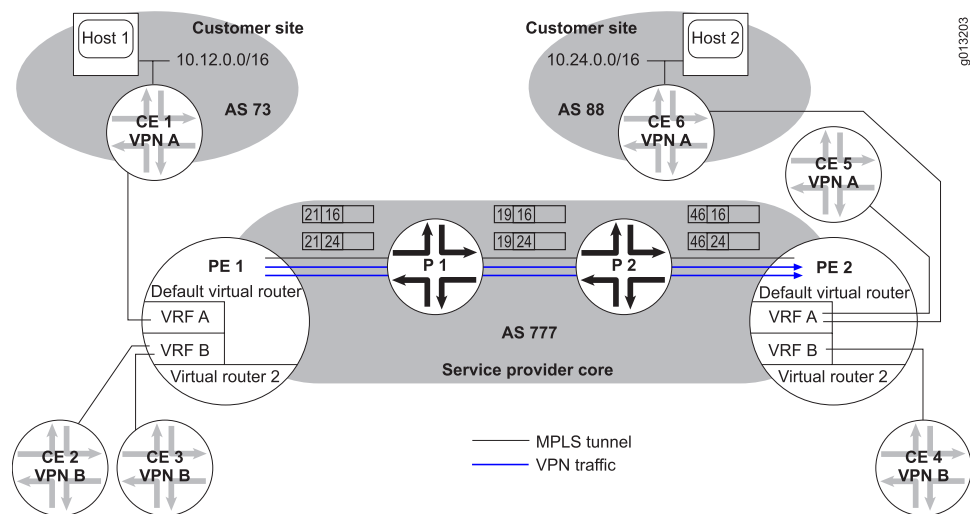 g013203
Customer site
Host 1
10.12.0.0/16
AS 73
CE 1
VPN A
Customer site
Host 2
10.24.0.0/16
AS 88
CE 6
VPN A
CE 5
VPN A
21 16
19 16
46 16
21 24
19 24
46 24
PE 1
P 1
P 2
PE 2
Default virtual router
VRF A
VRF B
Virtual router 2
Default virtual router
VRF A
VRF B
Virtual router 2
AS 777
Service provider core
CE 2
VPN B
CE 3
VPN B
MPLS tunnel
VPN traffic
CE 4
VPN B